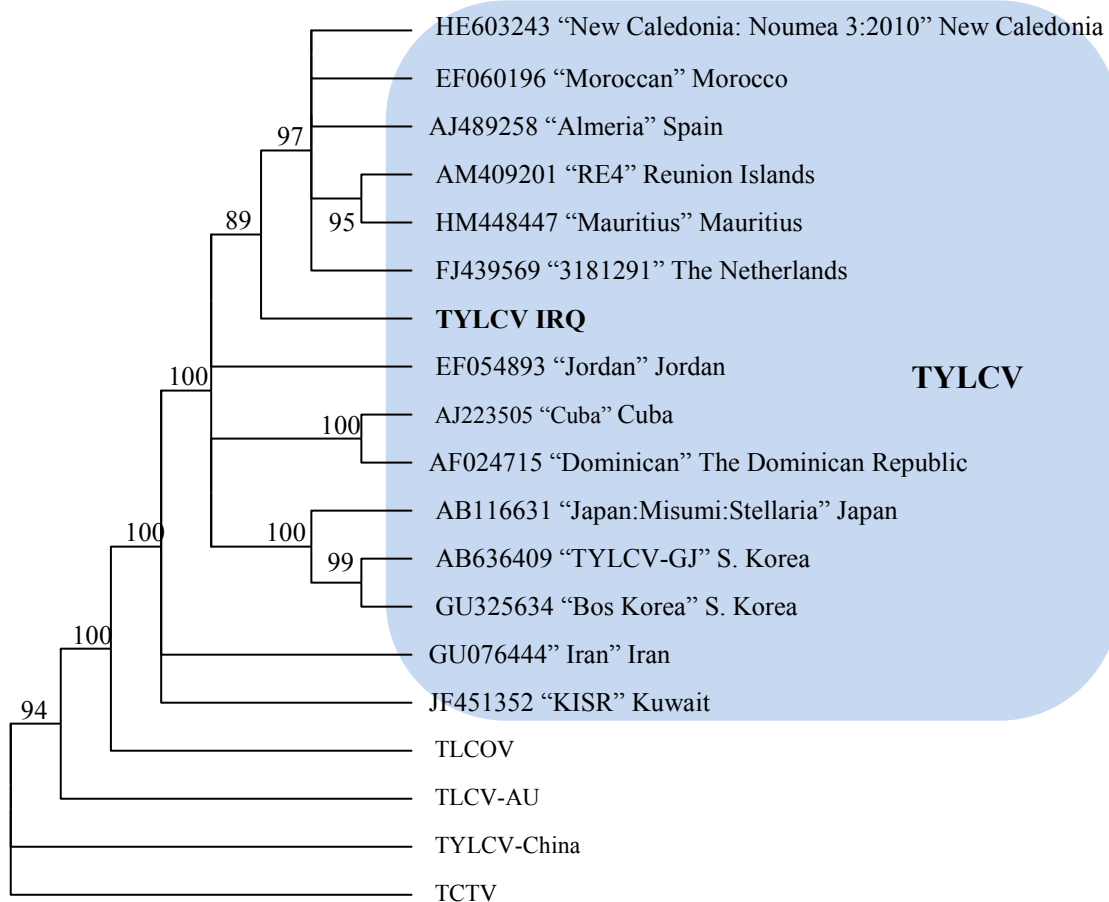 HE603243 “New Caledonia: Noumea 3:2010” New Caledonia
EF060196 “Moroccan” Morocco
AJ489258 “Almeria” Spain
97
AM409201 “RE4” Reunion Islands
HM448447 “Mauritius” Mauritius
95
89
FJ439569 “3181291” The Netherlands
TYLCV IRQ
EF054893 “Jordan” Jordan
TYLCV
100
AJ223505 “Cuba” Cuba
100
AF024715 “Dominican” The Dominican Republic
AB116631 “Japan:Misumi:Stellaria” Japan
100
100
AB636409 “TYLCV-GJ” S. Korea
99
GU325634 “Bos Korea” S. Korea
100
GU076444” Iran” Iran
JF451352 “KISR” Kuwait
94
TLCOV
TLCV-AU
TYLCV-China
TCTV